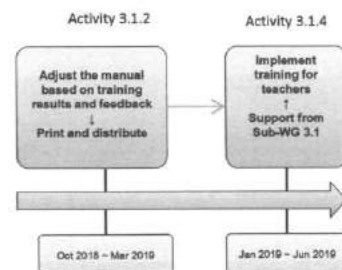 Activity 3.1.2
Activity 3.1.4
Adjust the manual
based on training
results and feedback
↓
Print and distribute
Implement
training for
teachers
↑
Support from
Sub-WG 3.1
Oct 2018 ~ Mar 2019
Jan 2019 ~ Jun 2019